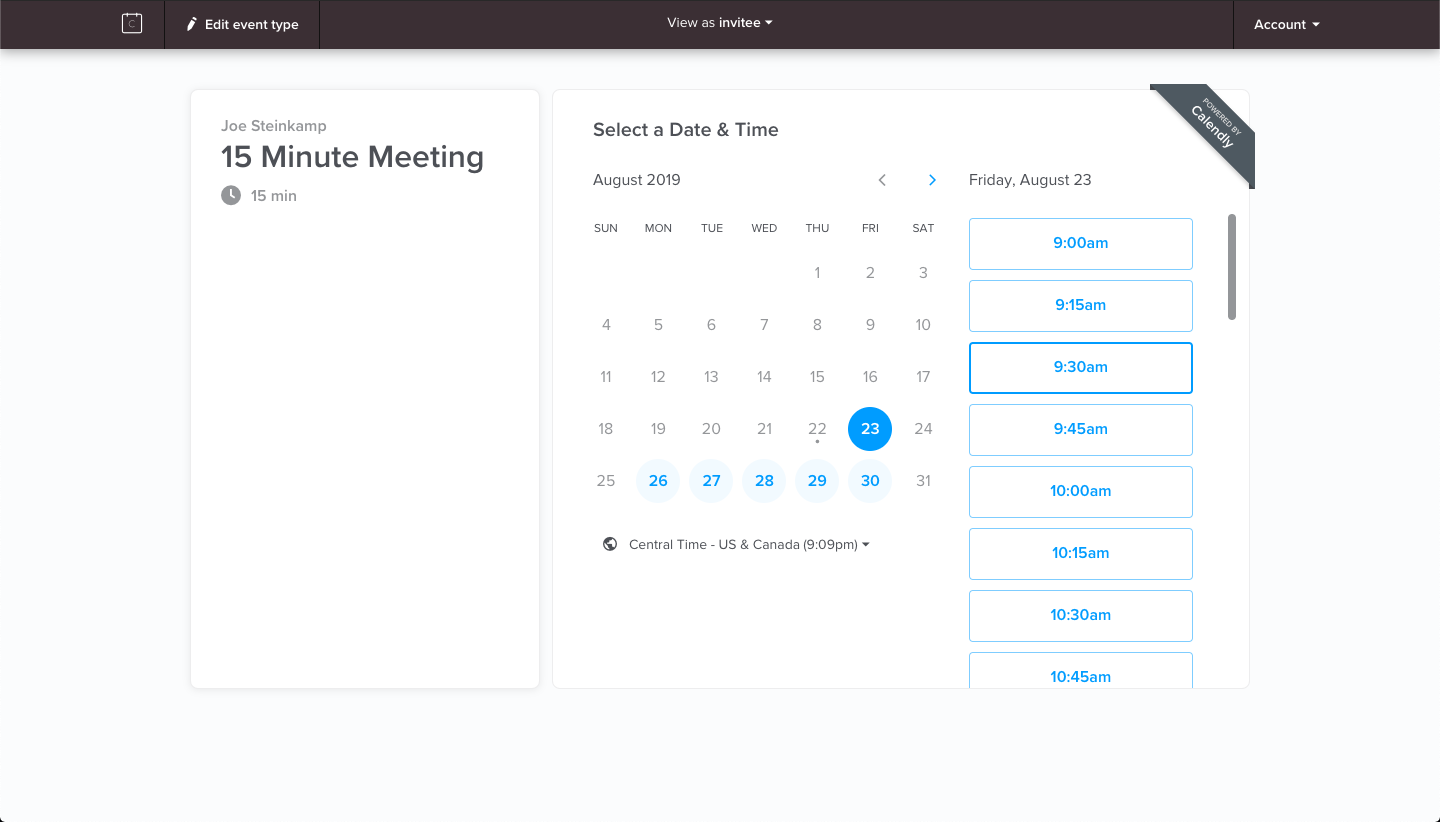 C
Edit event type
View as invitee
Account
Joe Steinkamp
15 Minute Meeting
15 min
POWERED BY
Calendly
Select a Date & Time
August 2019
SUN MON TUE WED THU FRI SAT
1 2 3
4 5 6 7 8 9 10
11 12 13 14 15 16 17
18 19 20 21 22 23 24
25 26 27 28 29 30 31
Central Time - US & Canada (9:09pm)
Friday, August 23
9:00am
9:15am
9:30am
9:45am
10:00am
10:15am
10:30am
10:45am